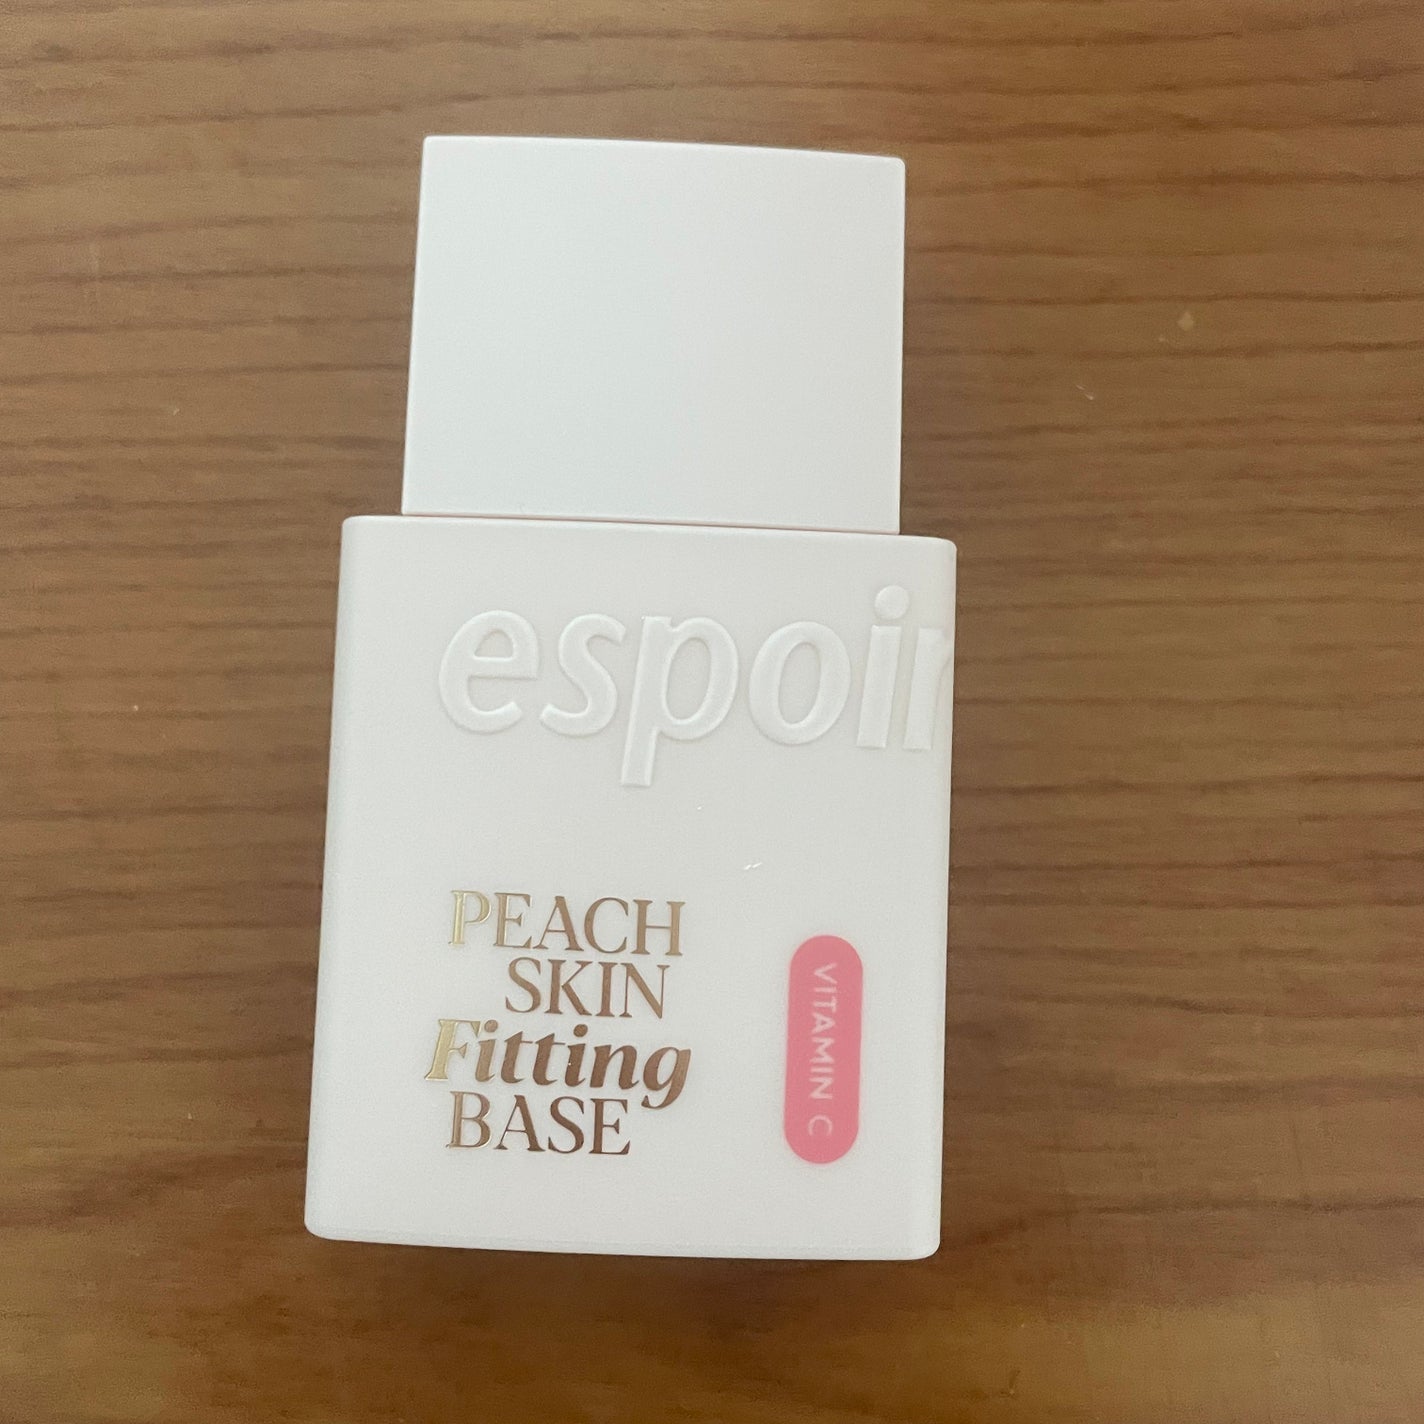 espoir
PEACH
SKIN
Fitting
BASE
VITAMIN C